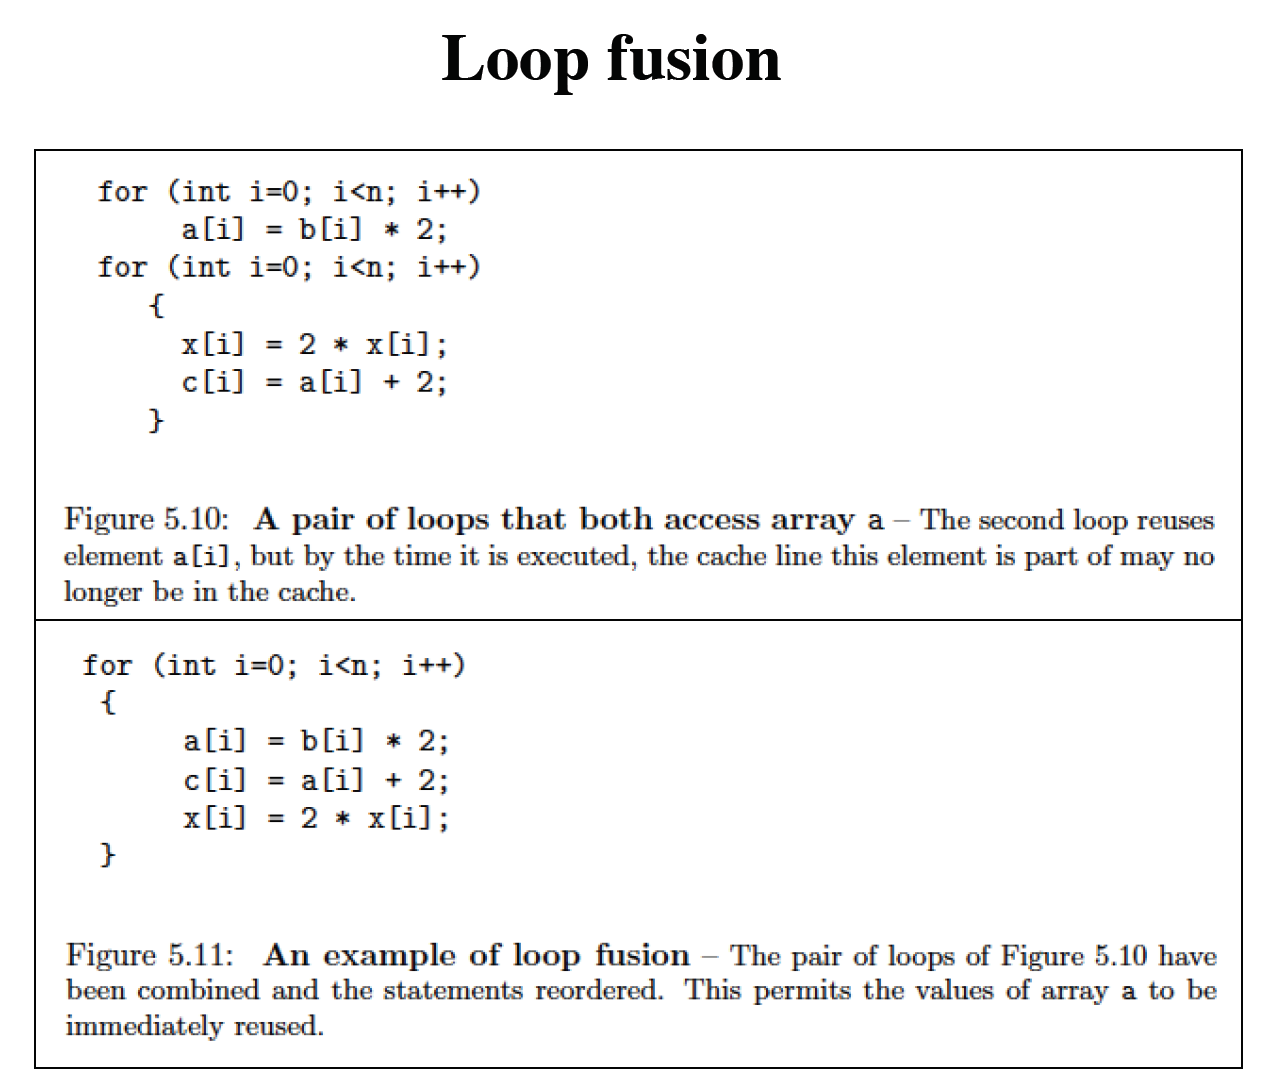 Loop fusion
for (int i=0; i<n; i++)
a[i] = b[i] * 2;
for (int i=0; i<n; i++)
{
x[i] = 2 * x[i];
c[i] = a[i] + 2;
}
Figure 5.10: A pair of loops that both access array a – The second loop reuses
element a[i], but by the time it is executed, the cache line this element is part of may no
longer be in the cache.
for (int i=0; i<n; i++)
{
a[i] = b[i] * 2;
c[i] = a[i] + 2;
x[i] = 2 * x[i];
}
Figure 5.11: An example of loop fusion – The pair of loops of Figure 5.10 have
been combined and the statements reordered. This permits the values of array a to be
immediately reused.